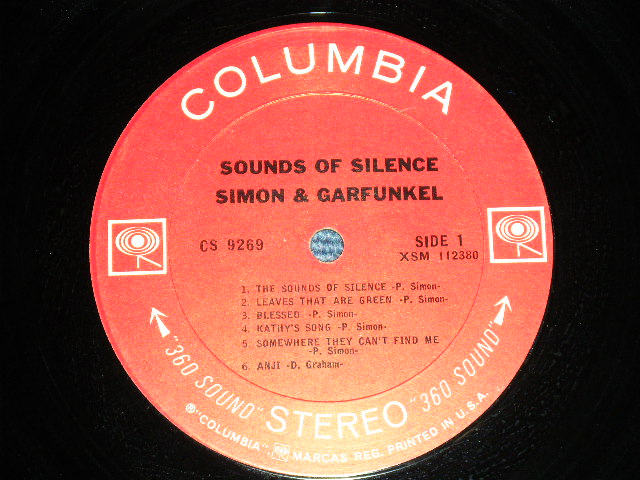 COLUMBIA
SOUNDS OF SILENCE
SIMON & GARFUNKEL
CS 9269
SIDE 1
XSM 112380
1. THE SOUNDS OF SILENCE -P. Simon-
2. LEAVES THAT ARE GREEN -P. Simon-
3. BLESSED -P. Simon-
4. KATHY'S SONG -P. Simon-
5. SOMEWHERE THEY CAN'T FIND ME
-P. Simon-
6. ANJI -D. Graham-
"360 SOUND" STEREO "360 SOUND"
®"COLUMBIA". MARCAS REG. PRINTED IN U.S.A.